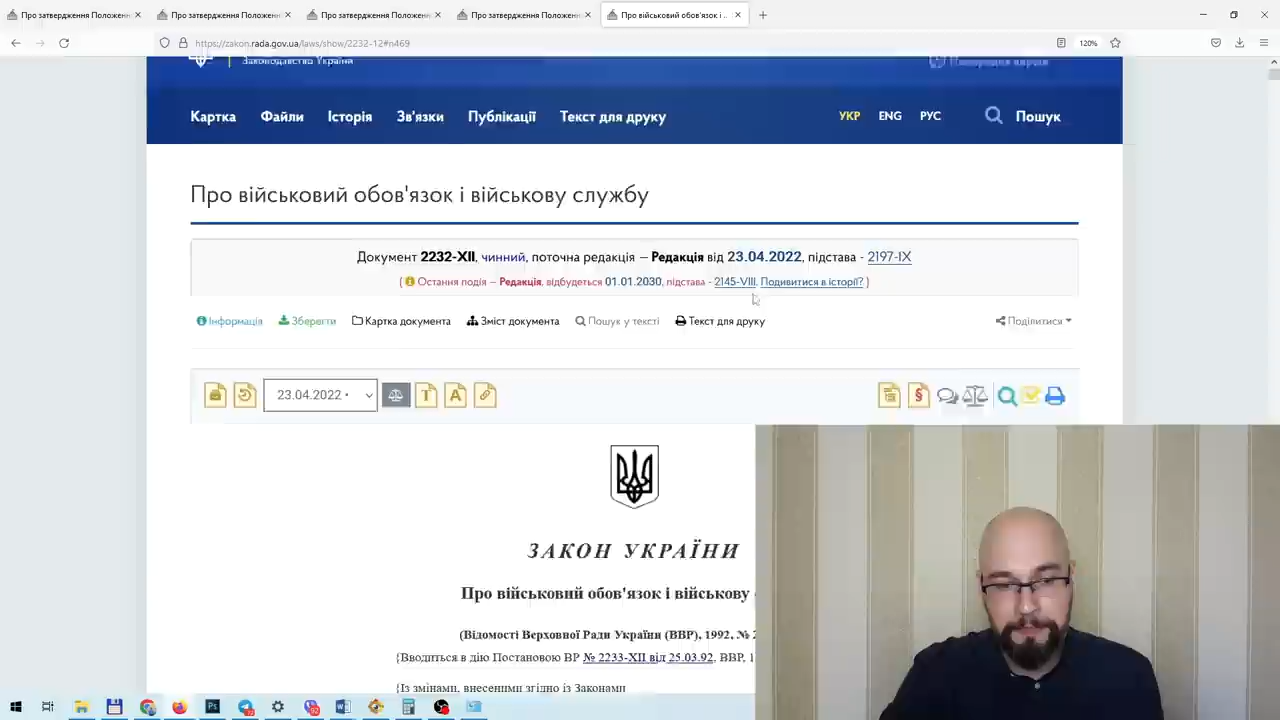 Про затвердження Положенн
Про затвердження Положенн
Про затвердження Положенн
Про затвердження Положенн
Про військовий обов'язок і ..
https://zakon.rada.gov.ua/laws/show/2232-12#n469
120%
Законодавства України
Картка
Файли
Історія
Зв'язки
Публікації
Текст для друку
УКР
ENG
РУС
Пошук
Про військовий обов'язок і військову службу
Документ 2232-XII, чинний, поточна редакція — Редакція від 23.04.2022, підстава - 2197-IX
( Остання подія — Редакція, відбудеться 01.01.2030, підстава - 2145-VIII. Подивитися в історії? )
Інформація
Зберегти
Картка документа
Зміст документа
Пошук у тексті
Текст для друку
Поділитися
23.04.2022 •
ЗАКОН УКРАЇНИ
Про військовий обов'язок і військову
(Відомості Верховної Ради України (ВВР), 1992, №
{Вводиться в дію Постановою ВР № 2233-XII від 25.03.92, ВВР, 1
{Із змінами, внесеними згідно із Законами